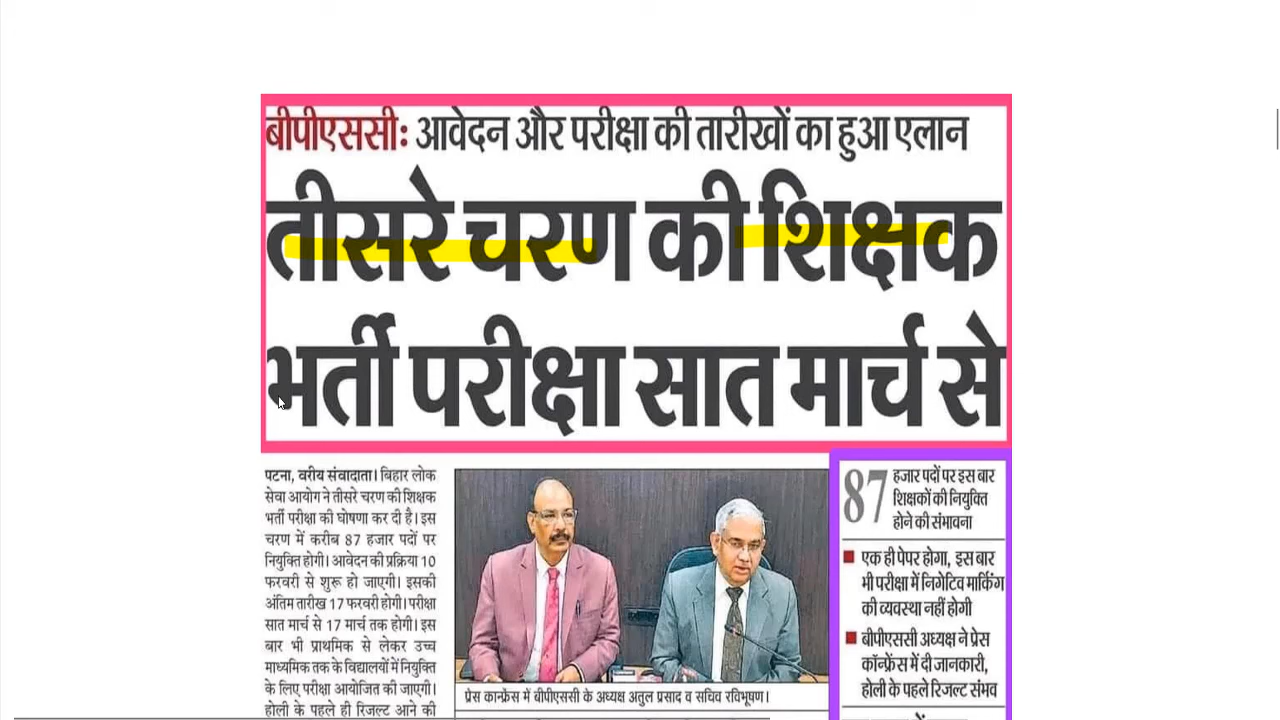 बीपीएससी: आवेदन और परीक्षा की तारीखों का हुआ एलान
तीसरे चरण की शिक्षक
भर्ती परीक्षा सात मार्च से
पटना, वरीय संवाददाता। बिहार लोक
सेवा आयोग ने तीसरे चरण की शिक्षक
भर्ती परीक्षा की घोषणा कर दी है। इस
चरण में करीब 87 हजार पदों पर
नियुक्ति होगी। आवेदन की प्रक्रिया 10
फरवरी से शुरू हो जाएगी। इसकी
अंतिम तारीख 17 फरवरी होगी। परीक्षा
सात मार्च से 17 मार्च तक होगी। इस
बार भी प्राथमिक से लेकर उच्च
माध्यमिक तक के विद्यालयों में नियुक्ति
के लिए परीक्षा आयोजित की जाएगी।
होली के पहले ही रिजल्ट आने की
प्रेस कान्फ्रेंस में बीपीएससी के अध्यक्ष अतुल प्रसाद व सचिव रविभूषण।
87 हजार पदों पर इस बार
शिक्षकों की नियुक्ति
होने की संभावना
एक ही पेपर होगा, इस बार
भी परीक्षा में निगेटिव मार्किंग
की व्यवस्था नहीं होगी
बीपीएससी अध्यक्ष ने प्रेस
कॉन्फ्रेंस में दी जानकारी,
होली के पहले रिजल्ट संभव